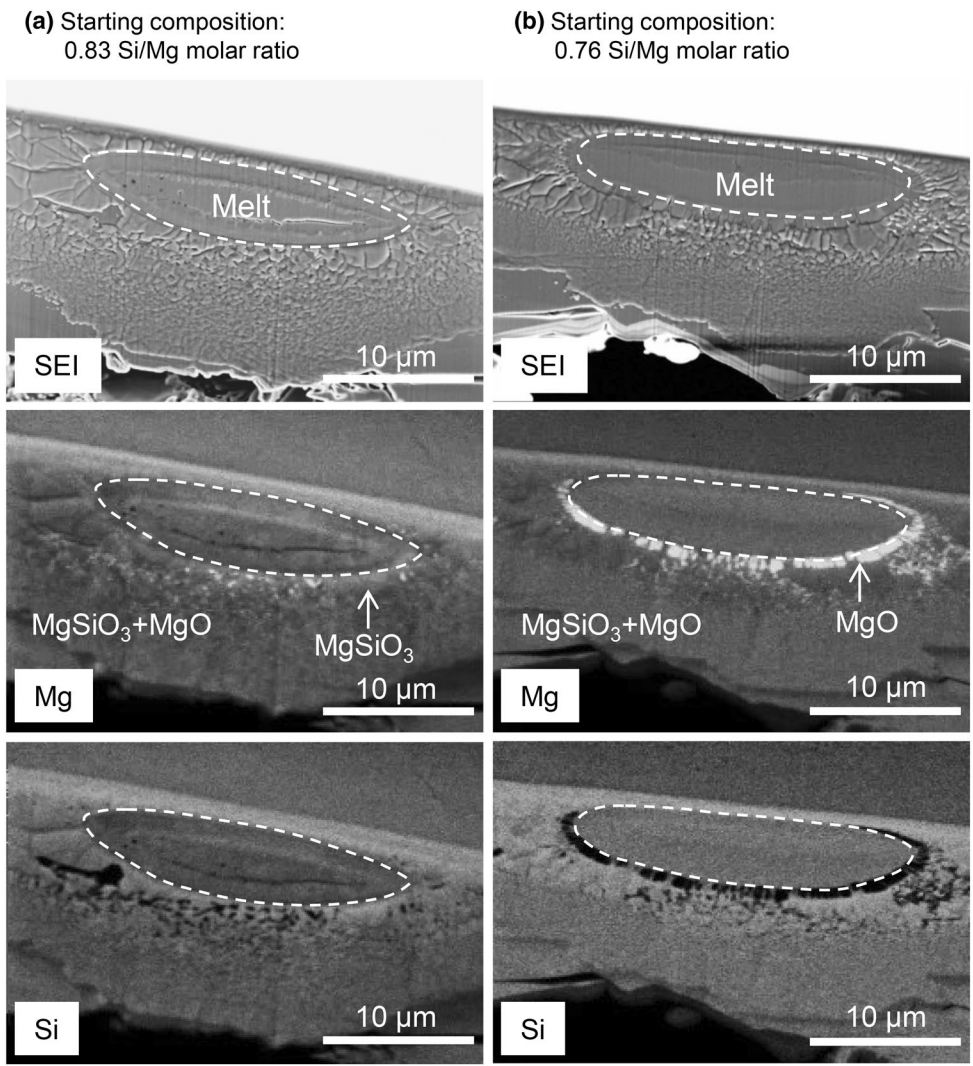 (a) Starting composition:
0.83 Si/Mg molar ratio
(b) Starting composition:
0.76 Si/Mg molar ratio
Melt
SEI
10 µm
Melt
SEI
10 µm
MgSiO₃+MgO
MgSiO₃
Mg
10 µm
MgSiO₃+MgO
MgO
Mg
10 µm
Si
10 µm
Si
10 µm